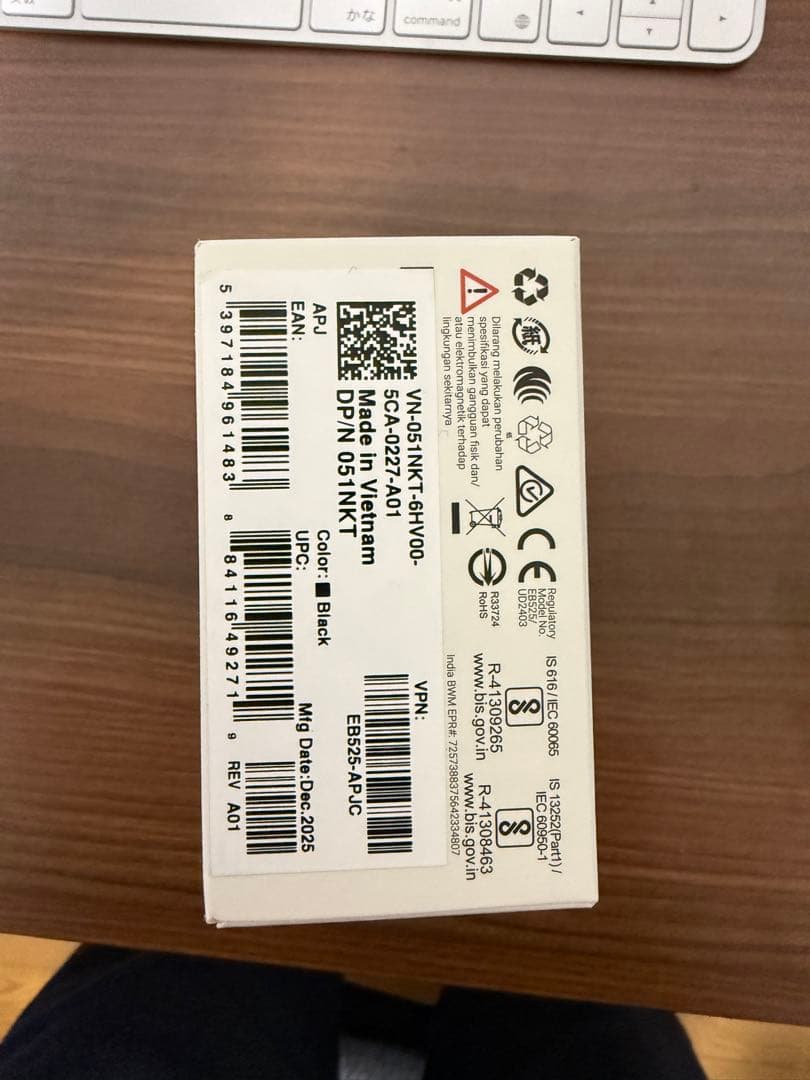 かな
command
紙
Regulatory
Model No.
EB525/
UD2403
Dilarang melakukan perubahan
spesifikasi yang dapat
menimbulkan gangguan fisik dan/
atau elektromagnetik terhadap
lingkungan sekitarnya
R33724
RoHS
IS 616 / IEC 60065
R-41309265
www.bis.gov.in
IS 13252(Part1) /
IEC 60950-1
R-41308463
www.bis.gov.in
India BWM EPR#: 7257388375642334807
VN-051NKT-6HV00-
5CA-0227-A01
Made in Vietnam
DP/N 051NKT
VPN:
EB525-APJC
APJ
EAN:
5 397184 961483
Color: Black
UPC:
8 84116 49271 9
Mfg Date:Dec.2025
REV A01